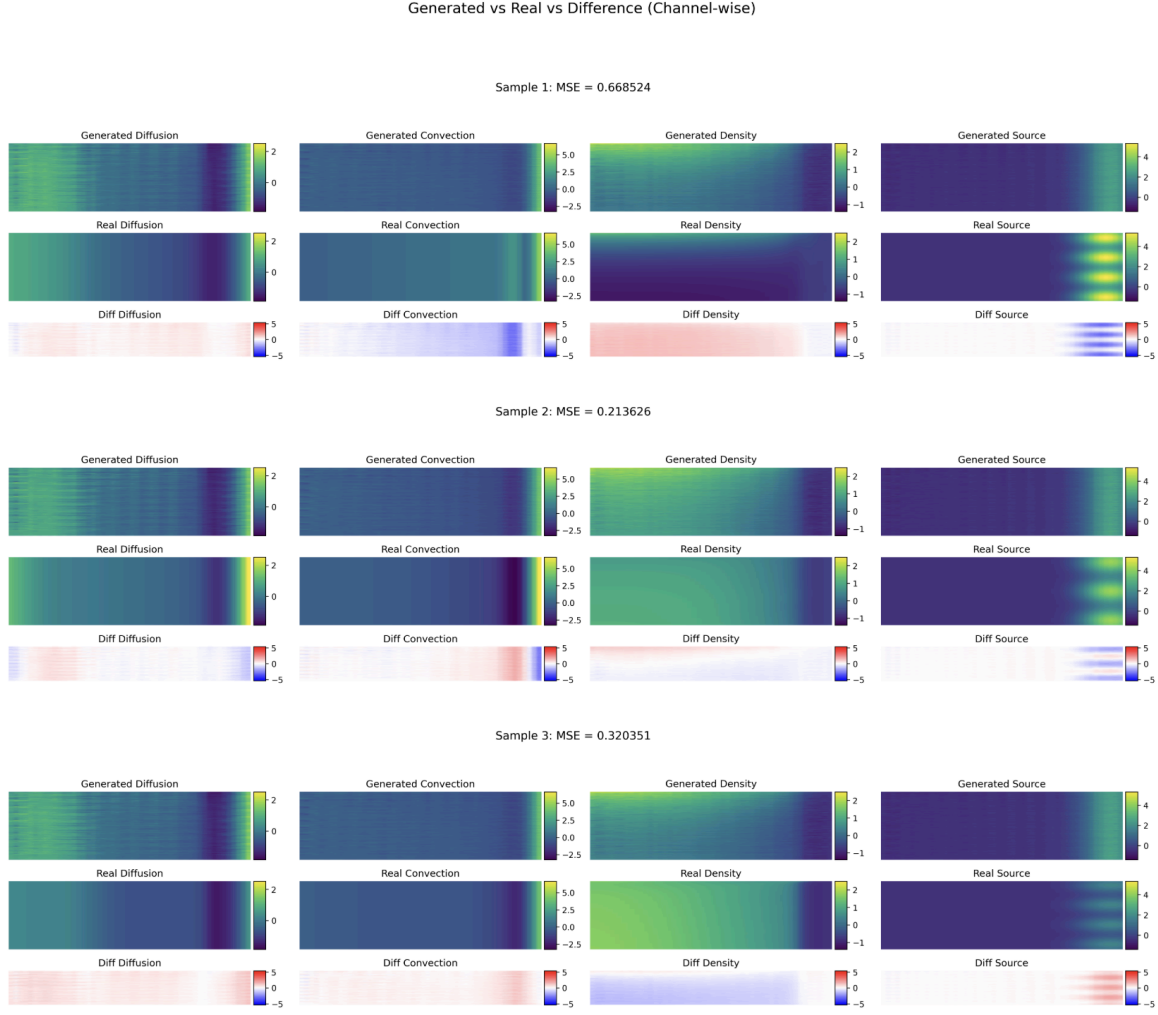 Generated vs Real vs Difference (Channel-wise)
Sample 1: MSE = 0.668524
Generated Diffusion
2
0
Generated Convection
5.0
2.5
0.0
−2.5
Generated Density
2
1
0
−1
Generated Source
4
2
0
Real Diffusion
2
0
Real Convection
5.0
2.5
0.0
−2.5
Real Density
2
1
0
−1
Real Source
4
2
0
Diff Diffusion
5
0
−5
Diff Convection
5
0
−5
Diff Density
5
0
−5
Diff Source
5
0
−5
Sample 2: MSE = 0.213626
Generated Diffusion
2
0
Generated Convection
5.0
2.5
0.0
−2.5
Generated Density
2
1
0
−1
Generated Source
4
2
0
Real Diffusion
2
0
Real Convection
5.0
2.5
0.0
−2.5
Real Density
2
1
0
−1
Real Source
4
2
0
Diff Diffusion
5
0
−5
Diff Convection
5
0
−5
Diff Density
5
0
−5
Diff Source
5
0
−5
Sample 3: MSE = 0.320351
Generated Diffusion
2
0
Generated Convection
5.0
2.5
0.0
−2.5
Generated Density
2
1
0
−1
Generated Source
4
2
0
Real Diffusion
2
0
Real Convection
5.0
2.5
0.0
−2.5
Real Density
2
1
0
−1
Real Source
4
2
0
Diff Diffusion
5
0
−5
Diff Convection
5
0
−5
Diff Density
5
0
−5
Diff Source
5
0
−5